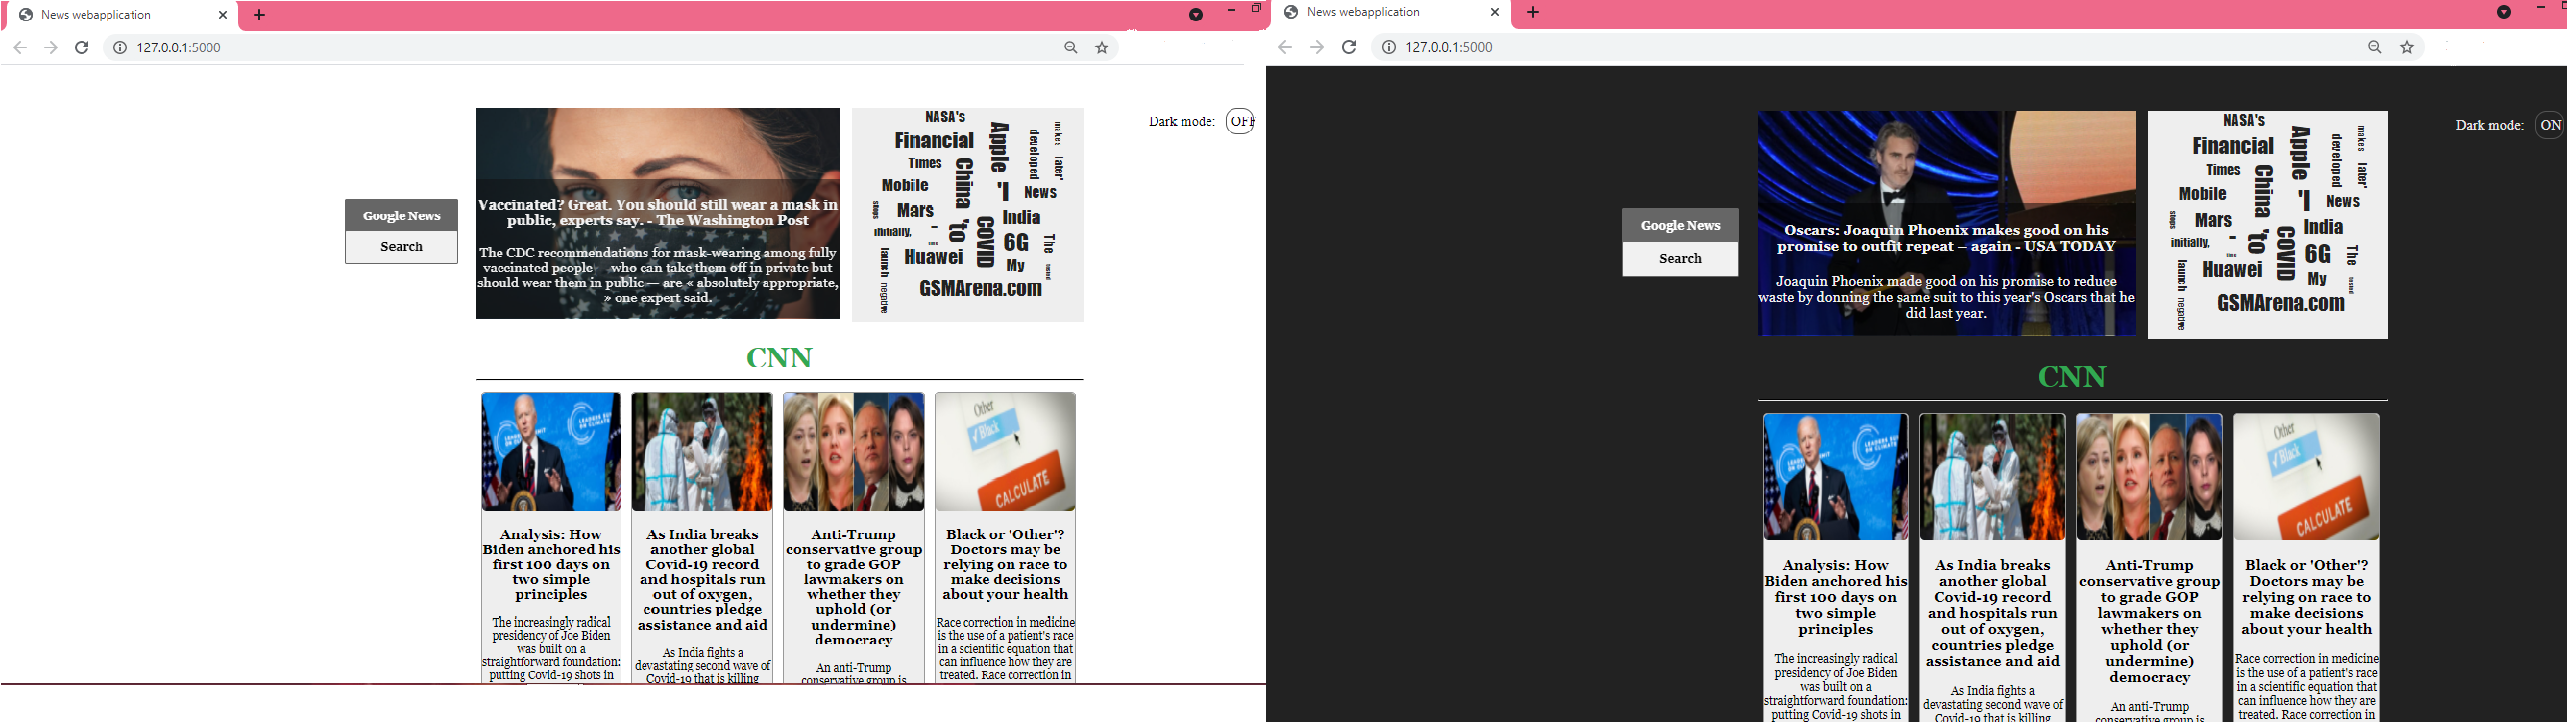 News webapplication
127.0.0.1:5000
Dark mode: OFF
Google News
Search
Vaccinated? Great. You should still wear a mask in
public, experts say. - The Washington Post
The CDC recommendations for mask-wearing among fully
vaccinated people — who can take them off in private but
should wear them in public — are « absolutely appropriate,
» one expert said.
NASA's
Financial
Times
Apple
developed
makes
later'
Mobile
China
'I
News
stops
Mars
India
initially,
-
'to
COVID
6G
The
time
Huawei
My
launch
negative
GSMArena.com
CNN
Analysis: How
Biden anchored his
first 100 days on
two simple
principles
The increasingly radical
presidency of Joe Biden
was built on a
straightforward foundation:
putting Covid-19 shots in
As India breaks
another global
Covid-19 record
and hospitals run
out of oxygen,
countries pledge
assistance and aid
As India fights a
devastating second wave of
Covid-19 that is killing
Anti-Trump
conservative group
to grade GOP
lawmakers on
whether they
uphold (or
undermine)
democracy
An anti-Trump
conservative group is
Other
Black
CALCULATE
Black or 'Other'?
Doctors may be
relying on race to
make decisions
about your health
Race correction in medicine
is the use of a patient's race
in a scientific equation that
can influence how they are
treated. Race correction in
News webapplication
127.0.0.1:5000
Dark mode: ON
Google News
Search
Oscars: Joaquin Phoenix makes good on his
promise to outfit repeat – again - USA TODAY
Joaquin Phoenix made good on his promise to reduce
waste by donning the same suit to this year's Oscars that he
did last year.
NASA's
Financial
Times
Apple
developed
makes
later'
Mobile
China
'I
News
stops
Mars
India
initially,
-
'to
COVID
6G
The
time
Huawei
My
launch
negative
GSMArena.com
CNN
Analysis: How
Biden anchored his
first 100 days on
two simple
principles
The increasingly radical
presidency of Joe Biden
was built on a
straightforward foundation:
putting Covid-19 shots in
As India breaks
another global
Covid-19 record
and hospitals run
out of oxygen,
countries pledge
assistance and aid
As India fights a
devastating second wave of
Covid-19 that is killing
Anti-Trump
conservative group
to grade GOP
lawmakers on
whether they
uphold (or
undermine)
democracy
An anti-Trump
conservative group is
Other
Black
CALCULATE
Black or 'Other'?
Doctors may be
relying on race to
make decisions
about your health
Race correction in medicine
is the use of a patient's race
in a scientific equation that
can influence how they are
treated. Race correction in